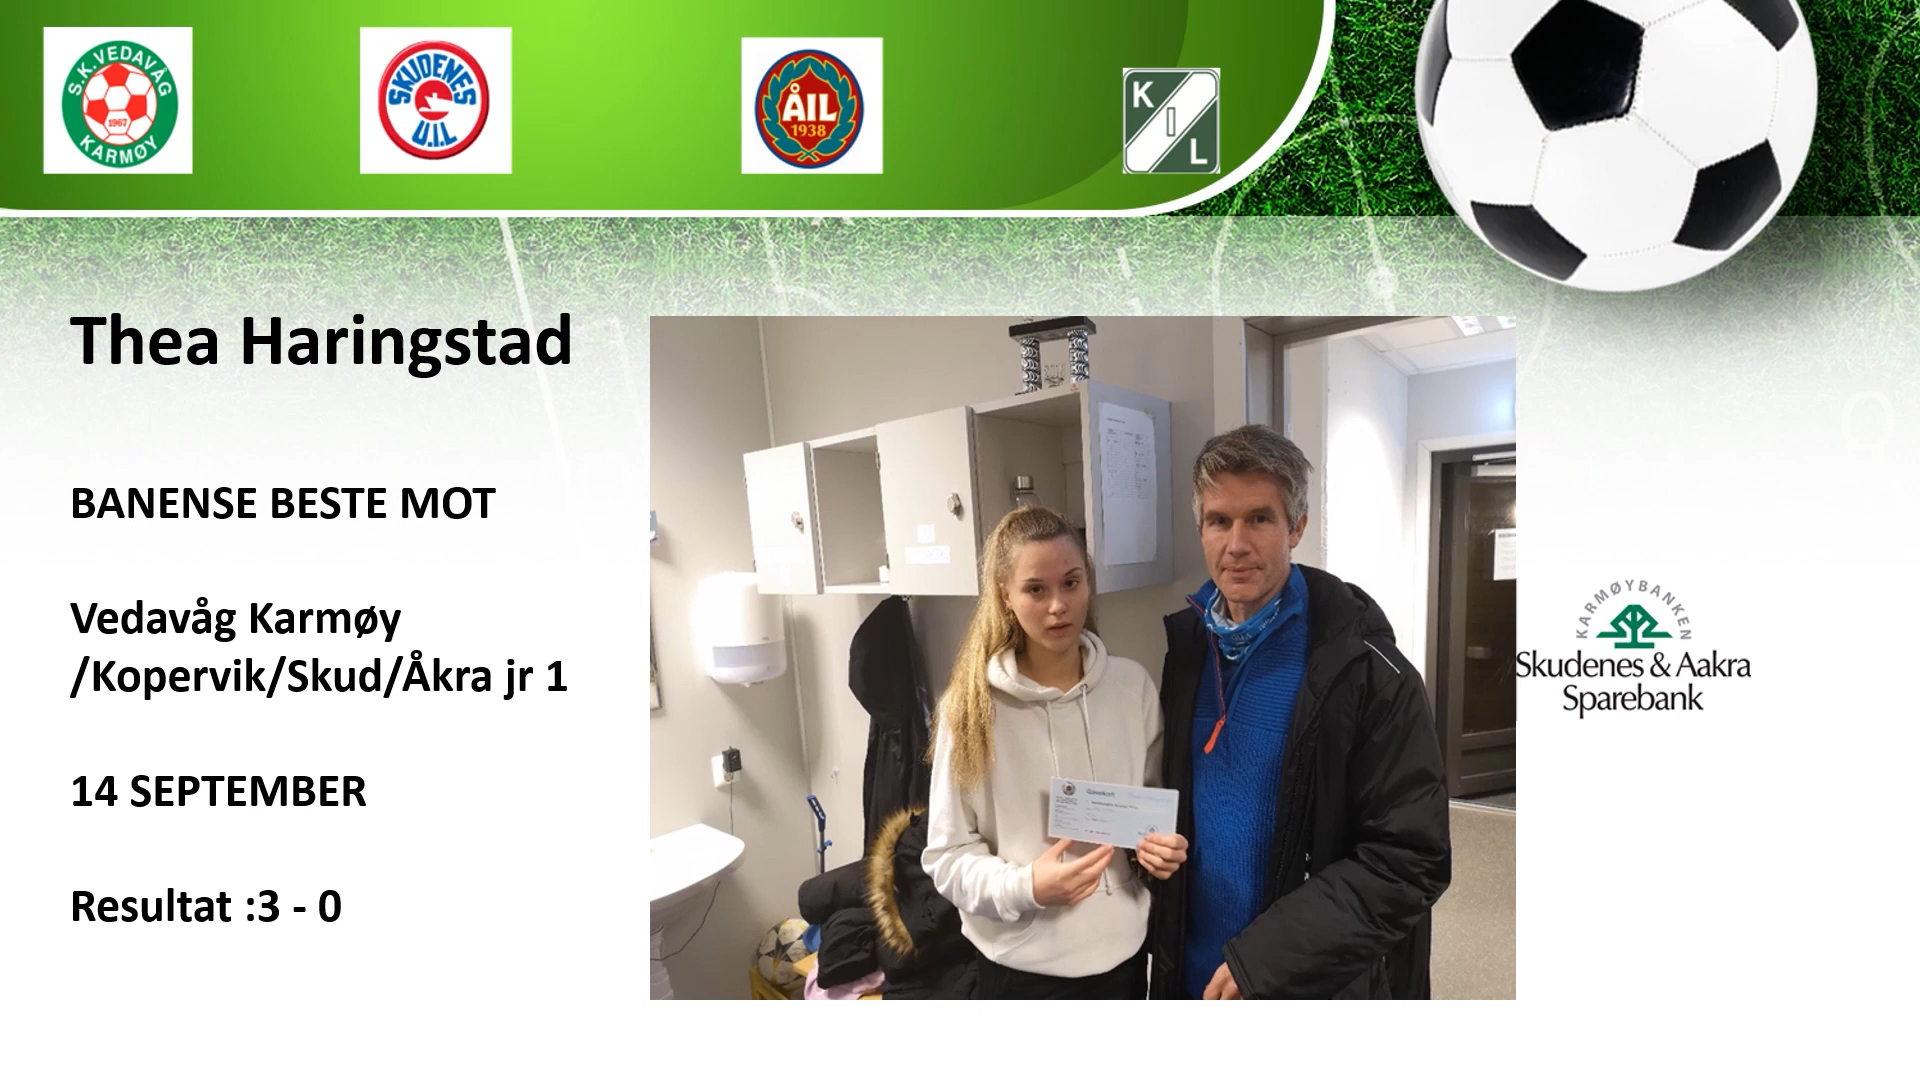 S.K.VEDAVÅG
1967
KARMØY
SKUDENES
U.I.L
ÅIL
1938
K
I
L
Thea Haringstad
BANENSE BESTE MOT
Vedavåg Karmøy
/Kopervik/Skud/Åkra jr 1
14 SEPTEMBER
Resultat :3 - 0
Gavekort
KARMØYBANKEN
Skudenes & Aakra
Sparebank